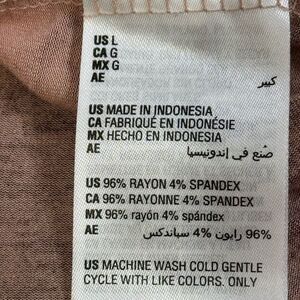 US L
CA G
MX G
AE كبير
US MADE IN INDONESIA
CA FABRIQUÉ EN INDONÉSIE
MX HECHO EN INDONESIA
AE صنع في إندونيسيا
US 96% RAYON 4% SPANDEX
CA 96% RAYONNE 4% SPANDEX
MX 96% rayón 4% spándex
AE 96% رايون 4% سباندكس
US MACHINE WASH COLD GENTLE
CYCLE WITH LIKE COLORS. ONLY